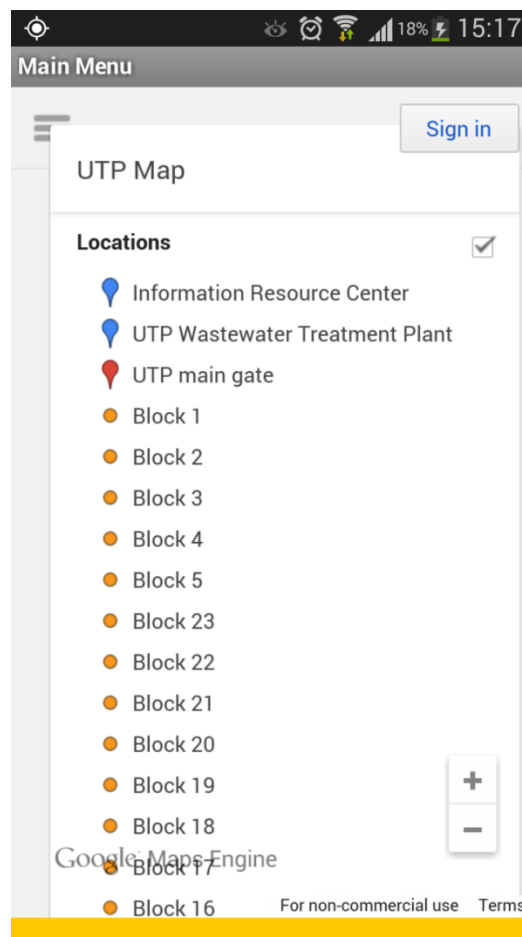 18% 15:17
Main Menu
Sign in
UTP Map
Locations
Information Resource Center
UTP Wastewater Treatment Plant
UTP main gate
Block 1
Block 2
Block 3
Block 4
Block 5
Block 23
Block 22
Block 21
Block 20
Block 19
Block 18
Google Maps Engine
Block 17
Block 16
For non-commercial use Terms